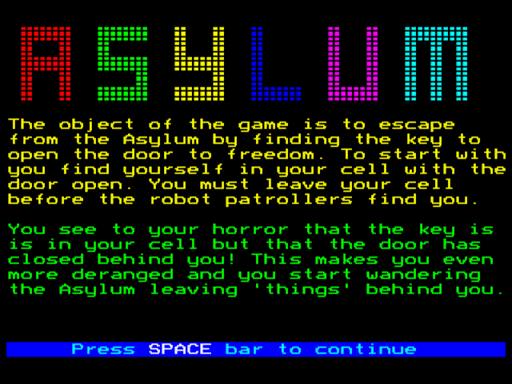 ASYLUM
The object of the game is to escape
from the Asylum by finding the key to
open the door to freedom. To start with
you find yourself in your cell with the
door open. You must leave your cell
before the robot patrollers find you.
You see to your horror that the key is
is in your cell but that the door has
closed behind you! This makes you even
more deranged and you start wandering
the Asylum leaving 'things' behind you.
Press SPACE bar to continue